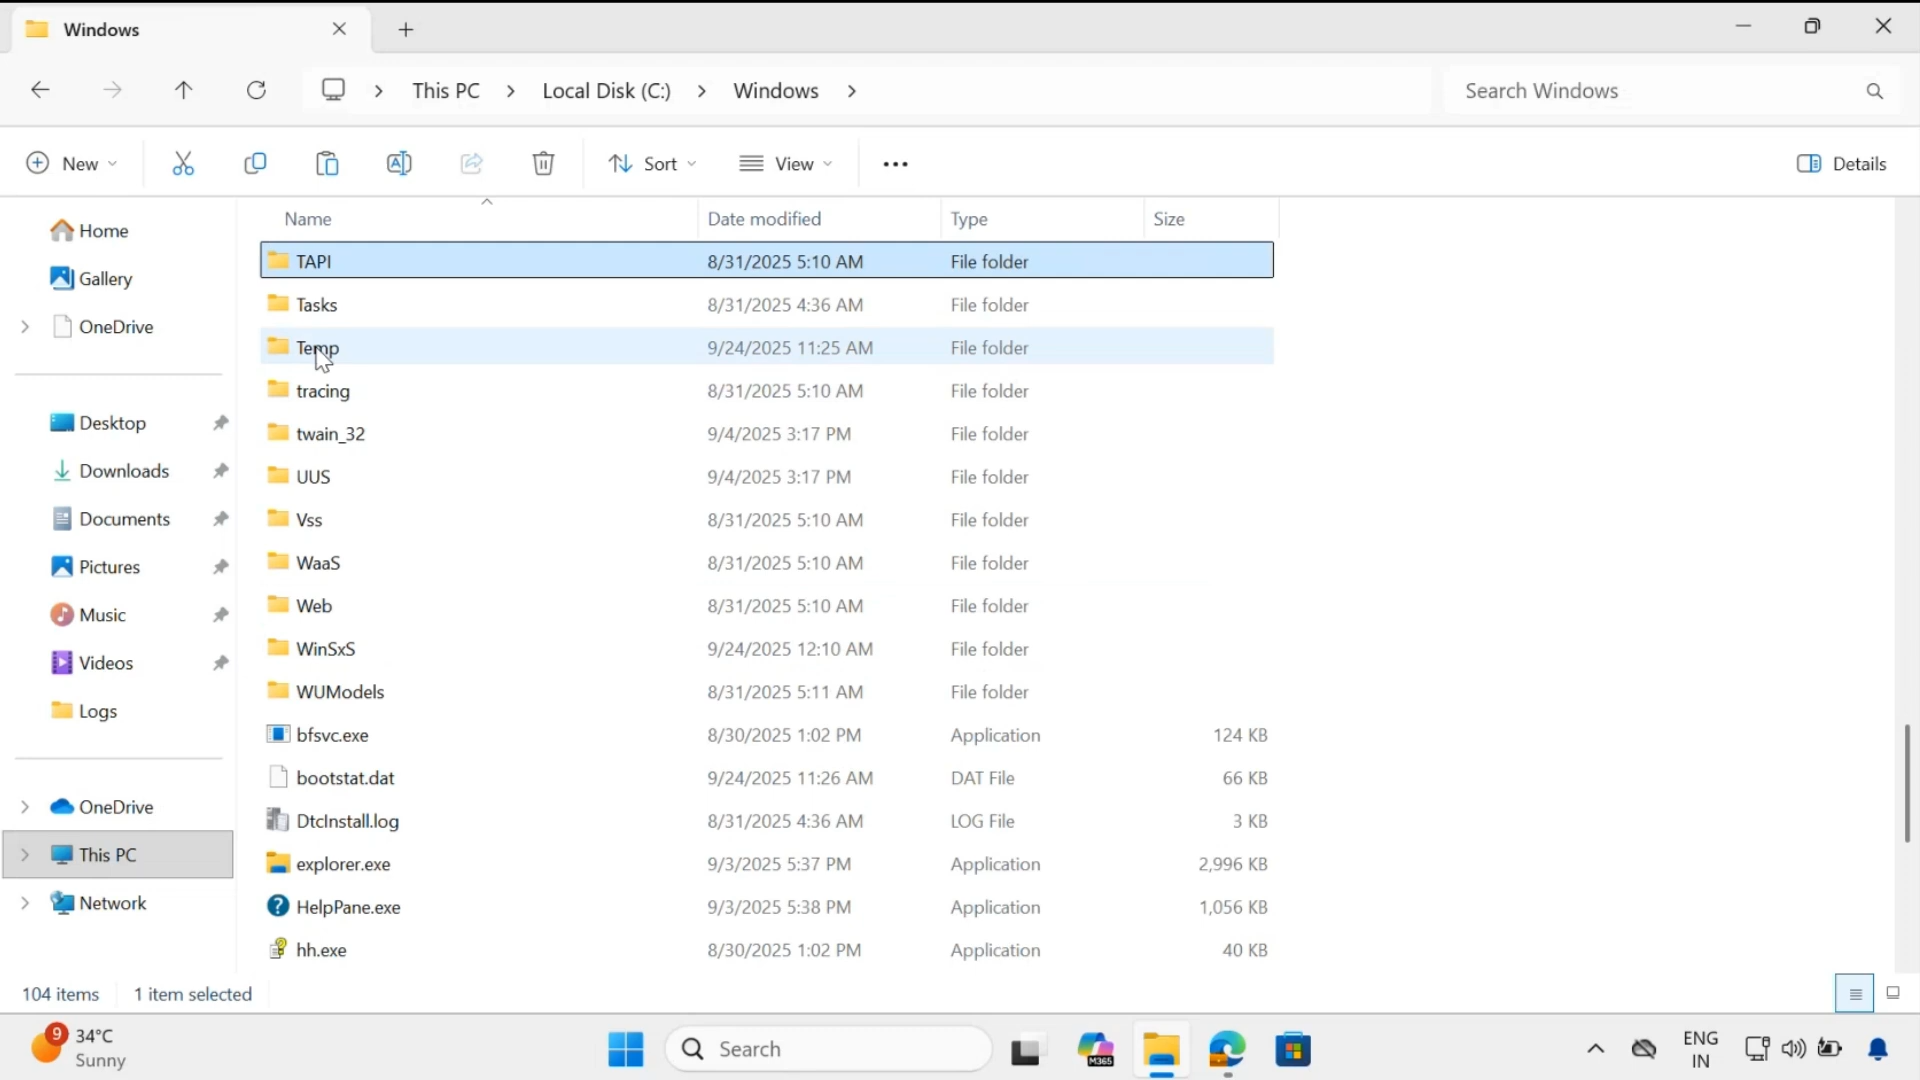 Windows
This PC
Local Disk (C:)
Windows
Search Windows
New
Sort
View
Details
Home
Gallery
OneDrive
Desktop
Downloads
Documents
Pictures
Music
Videos
Logs
OneDrive
This PC
Network
Name Date modified Type Size
TAPI 8/31/2025 5:10 AM File folder
Tasks 8/31/2025 4:36 AM File folder
Temp 9/24/2025 11:25 AM File folder
tracing 8/31/2025 5:10 AM File folder
twain_32 9/4/2025 3:17 PM File folder
UUS 9/4/2025 3:17 PM File folder
Vss 8/31/2025 5:10 AM File folder
WaaS 8/31/2025 5:10 AM File folder
Web 8/31/2025 5:10 AM File folder
WinSxS 9/24/2025 12:10 AM File folder
WUModels 8/31/2025 5:11 AM File folder
bfsvc.exe 8/30/2025 1:02 PM Application 124 KB
bootstat.dat 9/24/2025 11:26 AM DAT File 66 KB
DtcInstall.log 8/31/2025 4:36 AM LOG File 3 KB
explorer.exe 9/3/2025 5:37 PM Application 2,996 KB
HelpPane.exe 9/3/2025 5:38 PM Application 1,056 KB
hh.exe 8/30/2025 1:02 PM Application 40 KB
104 items 1 item selected
9
34°C
Sunny
Search
M365
ENG
IN